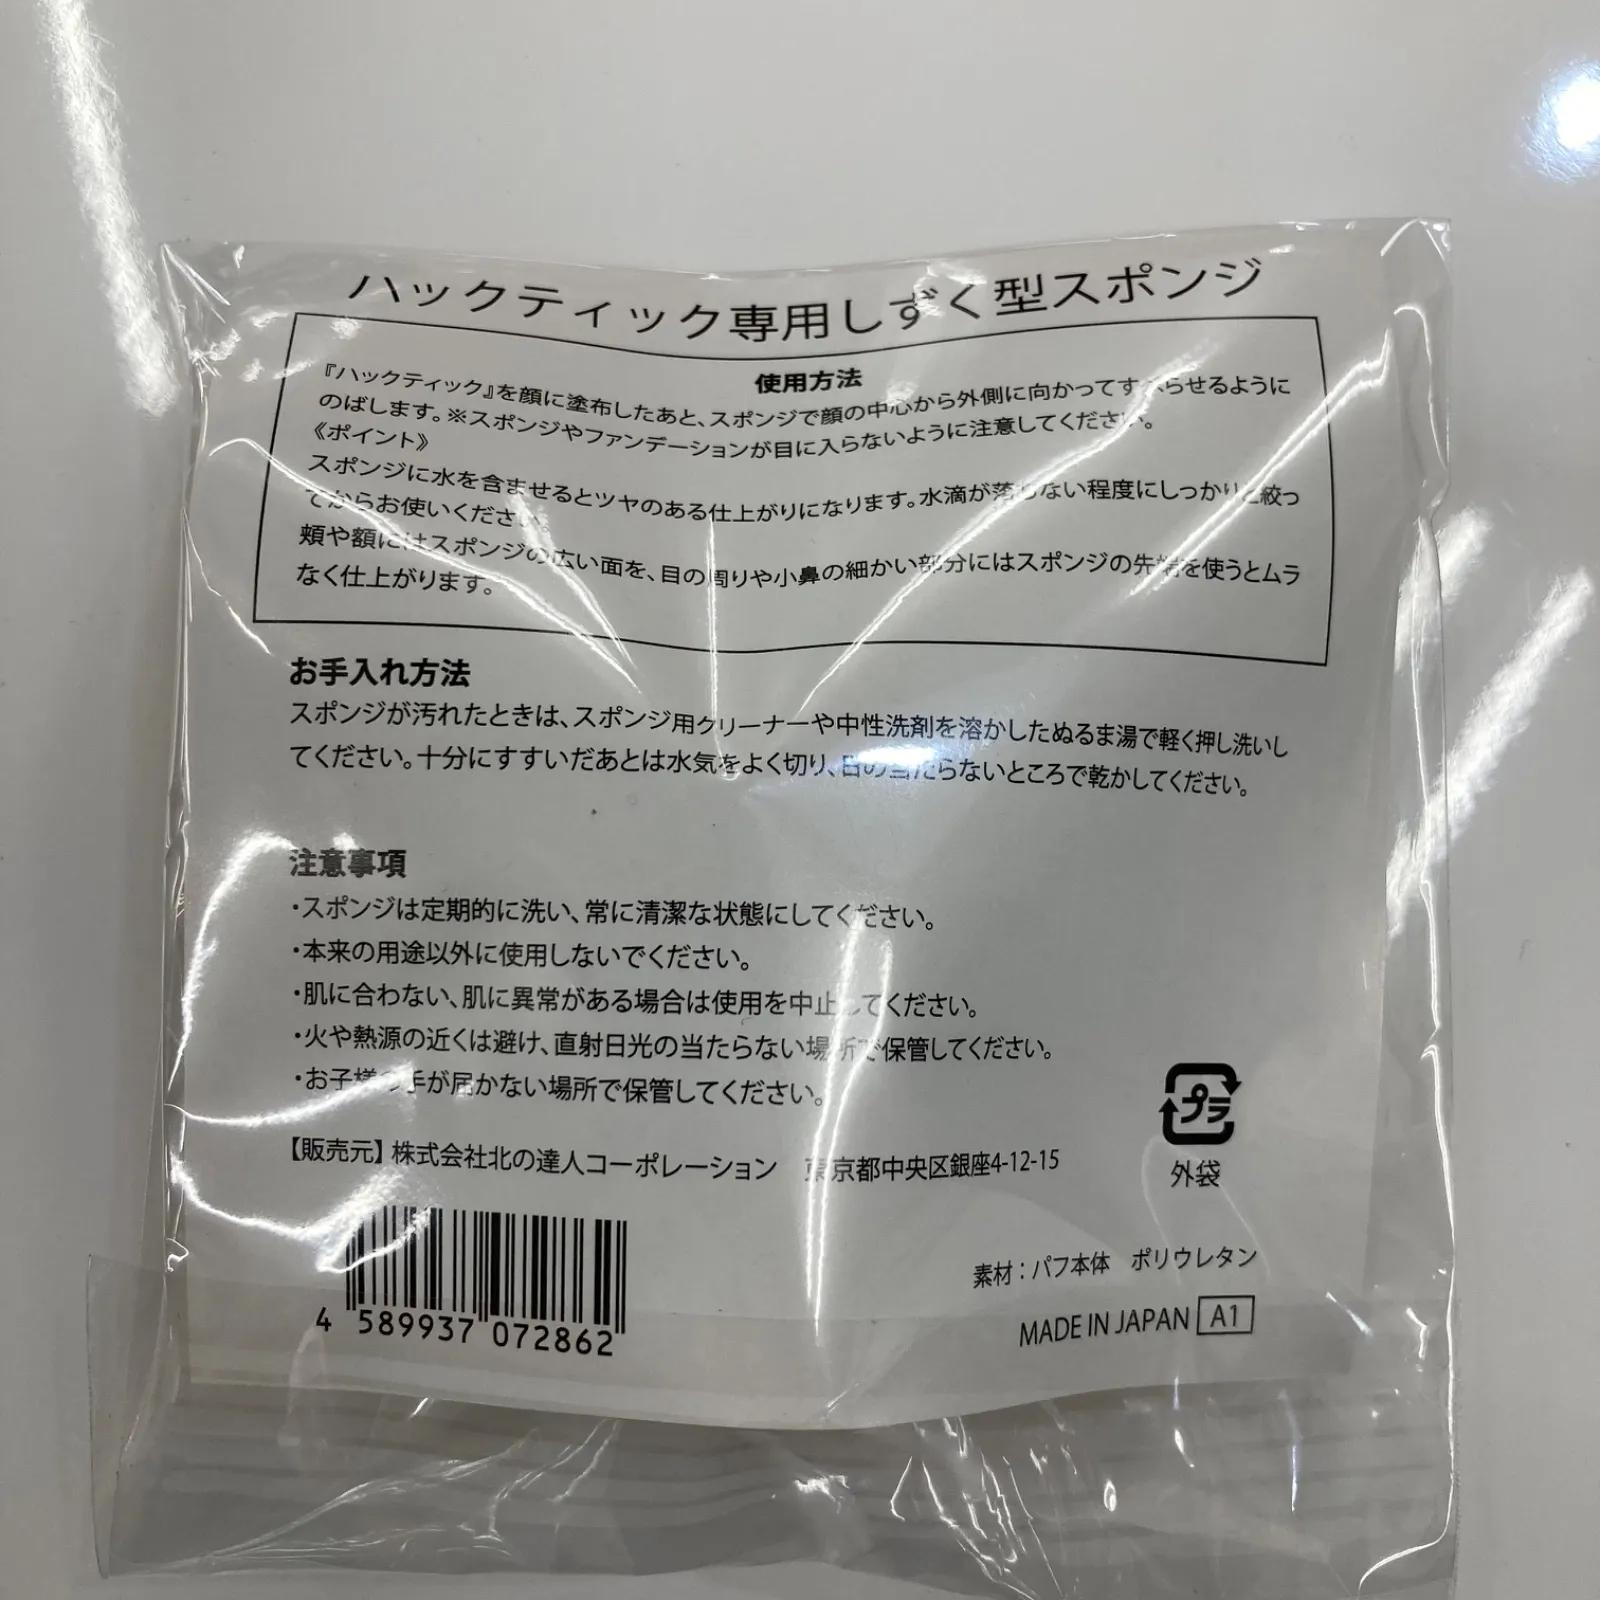 ハックティック専用しずく型スポンジ
使用方法
『ハックティック』を顔に塗布したあと、スポンジで顔の中心から外側に向かってすべらせるように
のばします。※スポンジやファンデーションが目に入らないように注意してください。
《ポイント》
スポンジに水を含ませるとツヤのある仕上がりになります。水滴が落ちない程度にしっかりと絞っ
てからお使いください。
頬や額にはスポンジの広い面を、目の周りや小鼻の細かい部分にはスポンジの先端を使うとムラ
なく仕上がります。
お手入れ方法
スポンジが汚れたときは、スポンジ用クリーナーや中性洗剤を溶かしたぬるま湯で軽く押し洗いし
てください。十分にすすいだあとは水気をよく切り、日の当たらないところで乾かしてください。
注意事項
・スポンジは定期的に洗い、常に清潔な状態にしてください。
・本来の用途以外に使用しないでください。
・肌に合わない、肌に異常がある場合は使用を中止してください。
・火や熱源の近くは避け、直射日光の当たらない場所で保管してください。
・お子様の手が届かない場所で保管してください。
プラ
外袋
【販売元】株式会社北の達人コーポレーション　東京都中央区銀座4-12-15
素材：パフ本体　ポリウレタン
MADE IN JAPAN A1
4 589937 072862